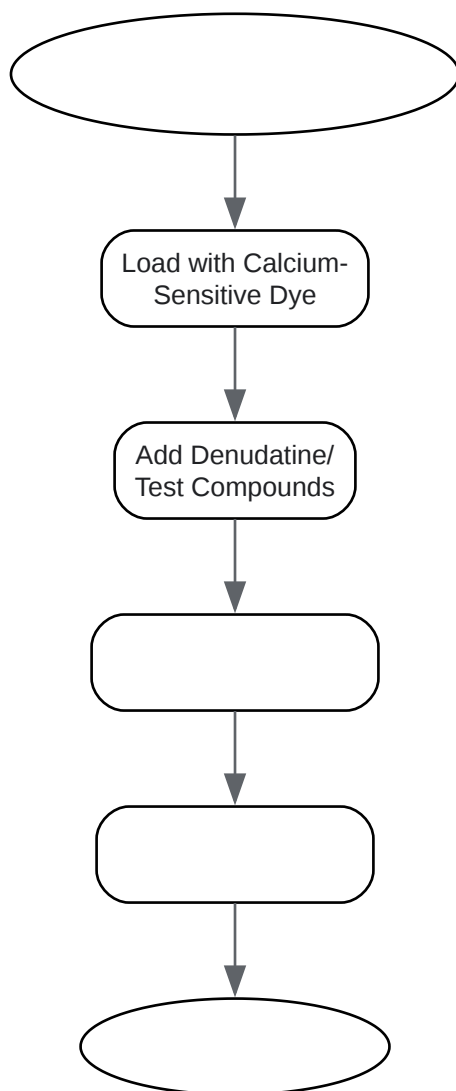 Load with Calcium-
Sensitive Dye
Add Denudatine/
Test Compounds